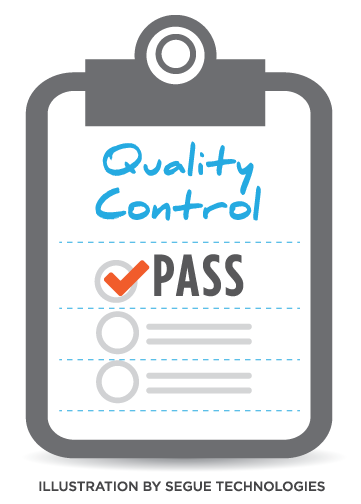 Quality
Control
PASS
ILLUSTRATION BY SEGUE TECHNOLOGIES